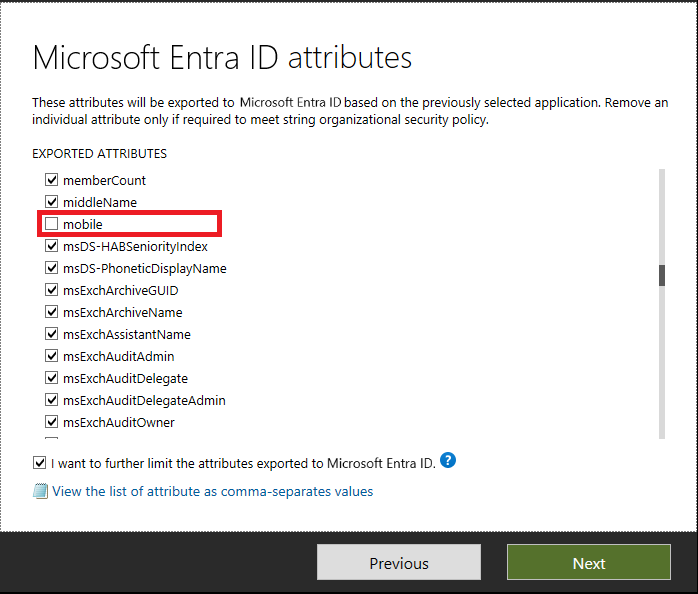 Microsoft Entra ID attributes
These attributes will be exported to Microsoft Entra ID based on the previously selected application. Remove an
individual attribute only if required to meet string organizational security policy.
EXPORTED ATTRIBUTES
memberCount
middleName
mobile
msDS-HABSeniorityIndex
msDS-PhoneticDisplayName
msExchArchiveGUID
msExchArchiveName
msExchAssistantName
msExchAuditAdmin
msExchAuditDelegate
msExchAuditDelegateAdmin
msExchAuditOwner
I want to further limit the attributes exported to Microsoft Entra ID. ?
View the list of attribute as comma-separates values
Previous
Next